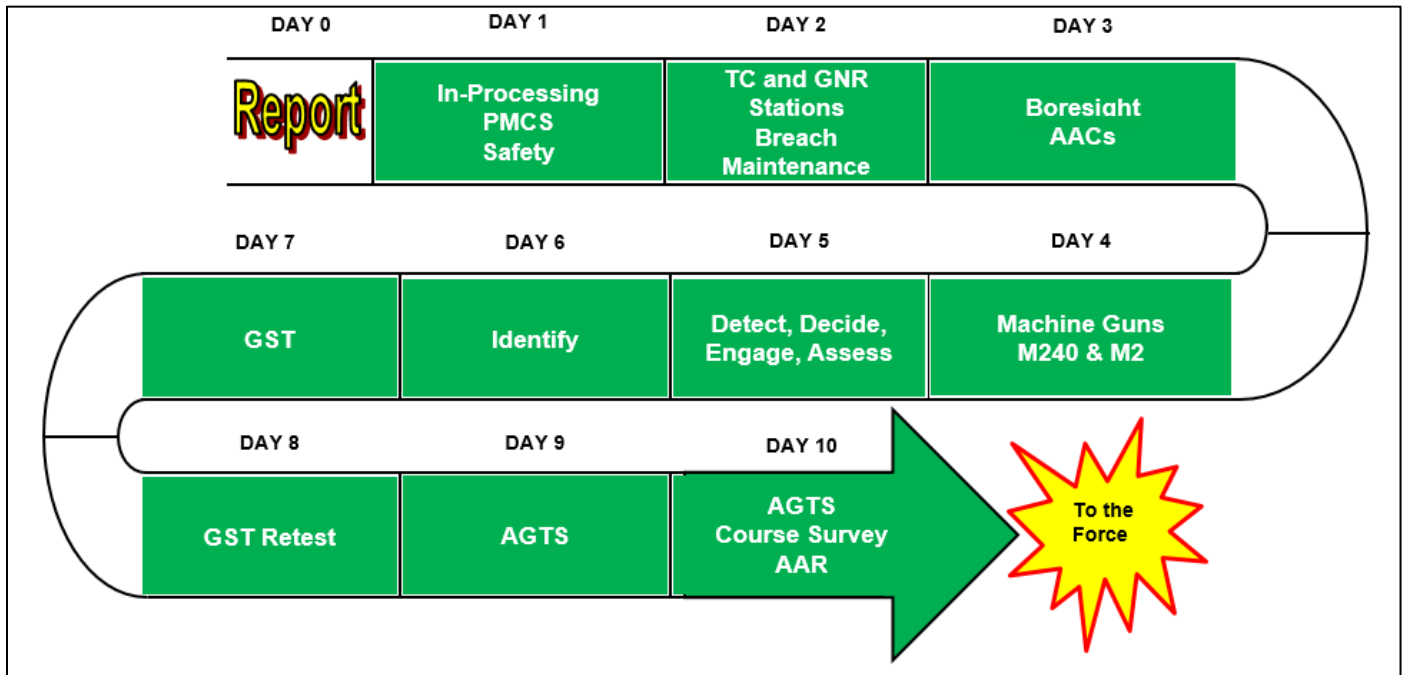 DAY 0
DAY 1
DAY 2
DAY 3
Report
In-Processing
PMCS
Safety
TC and GNR
Stations
Breach
Maintenance
Boresight
AACs
DAY 7
DAY 6
DAY 5
DAY 4
GST
Identify
Detect, Decide,
Engage, Assess
Machine Guns
M240 & M2
DAY 8
DAY 9
DAY 10
GST Retest
AGTS
AGTS
Course Survey
AAR
To the
Force